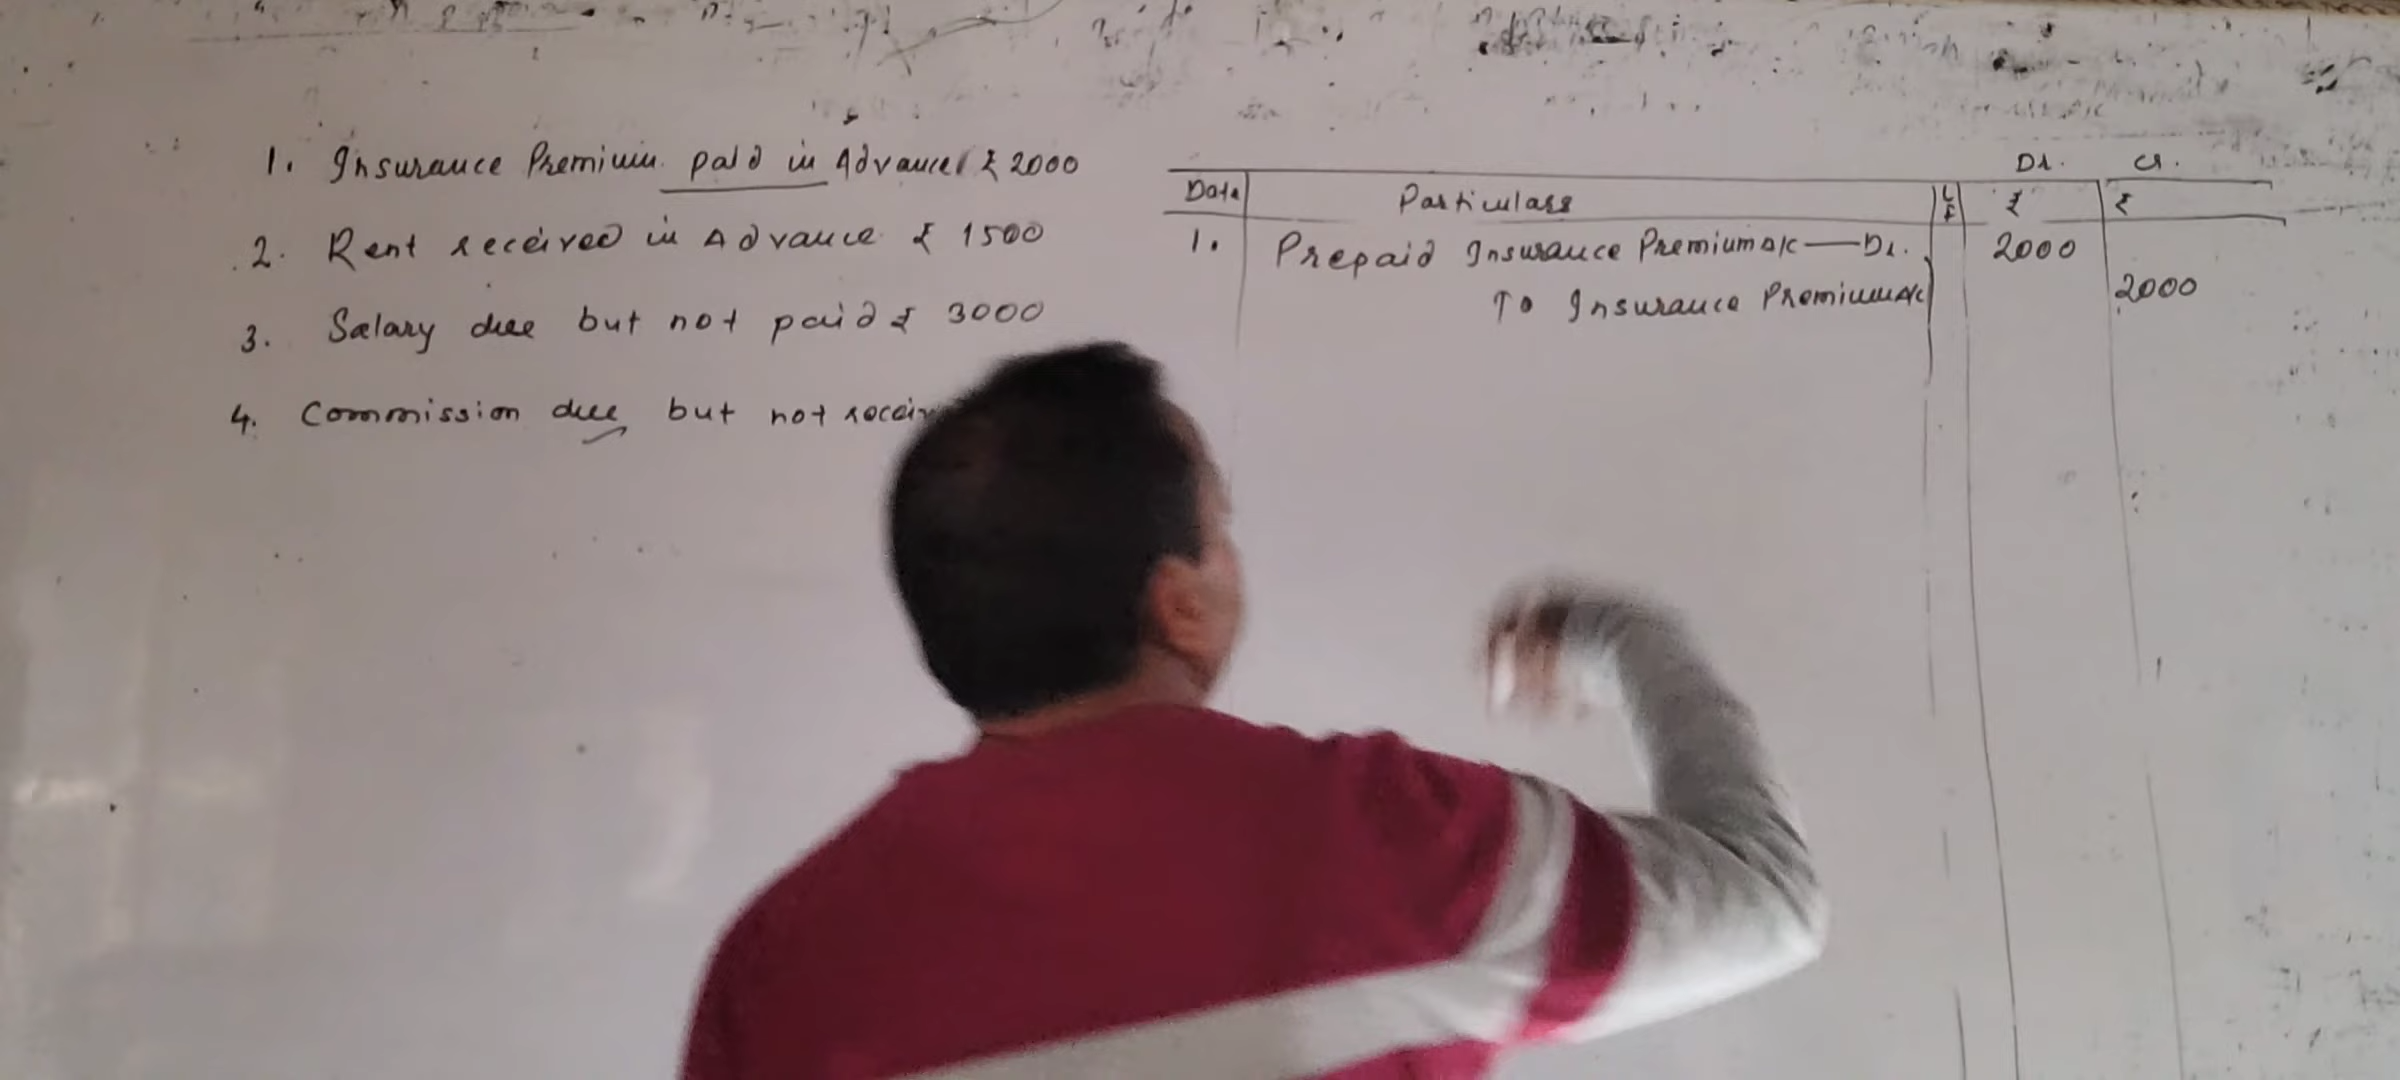 1. Insurance Premium paid in Advance ₹ 2000
2. Rent received in Advance ₹ 1500
3. Salary due but not paid ₹ 3000
4. Commission due but not
Dr. Cr.
Date Particulars LF ₹ ₹
1. Prepaid Insurance Premium A/c — Dr. 2000
To Insurance Premium A/c 2000